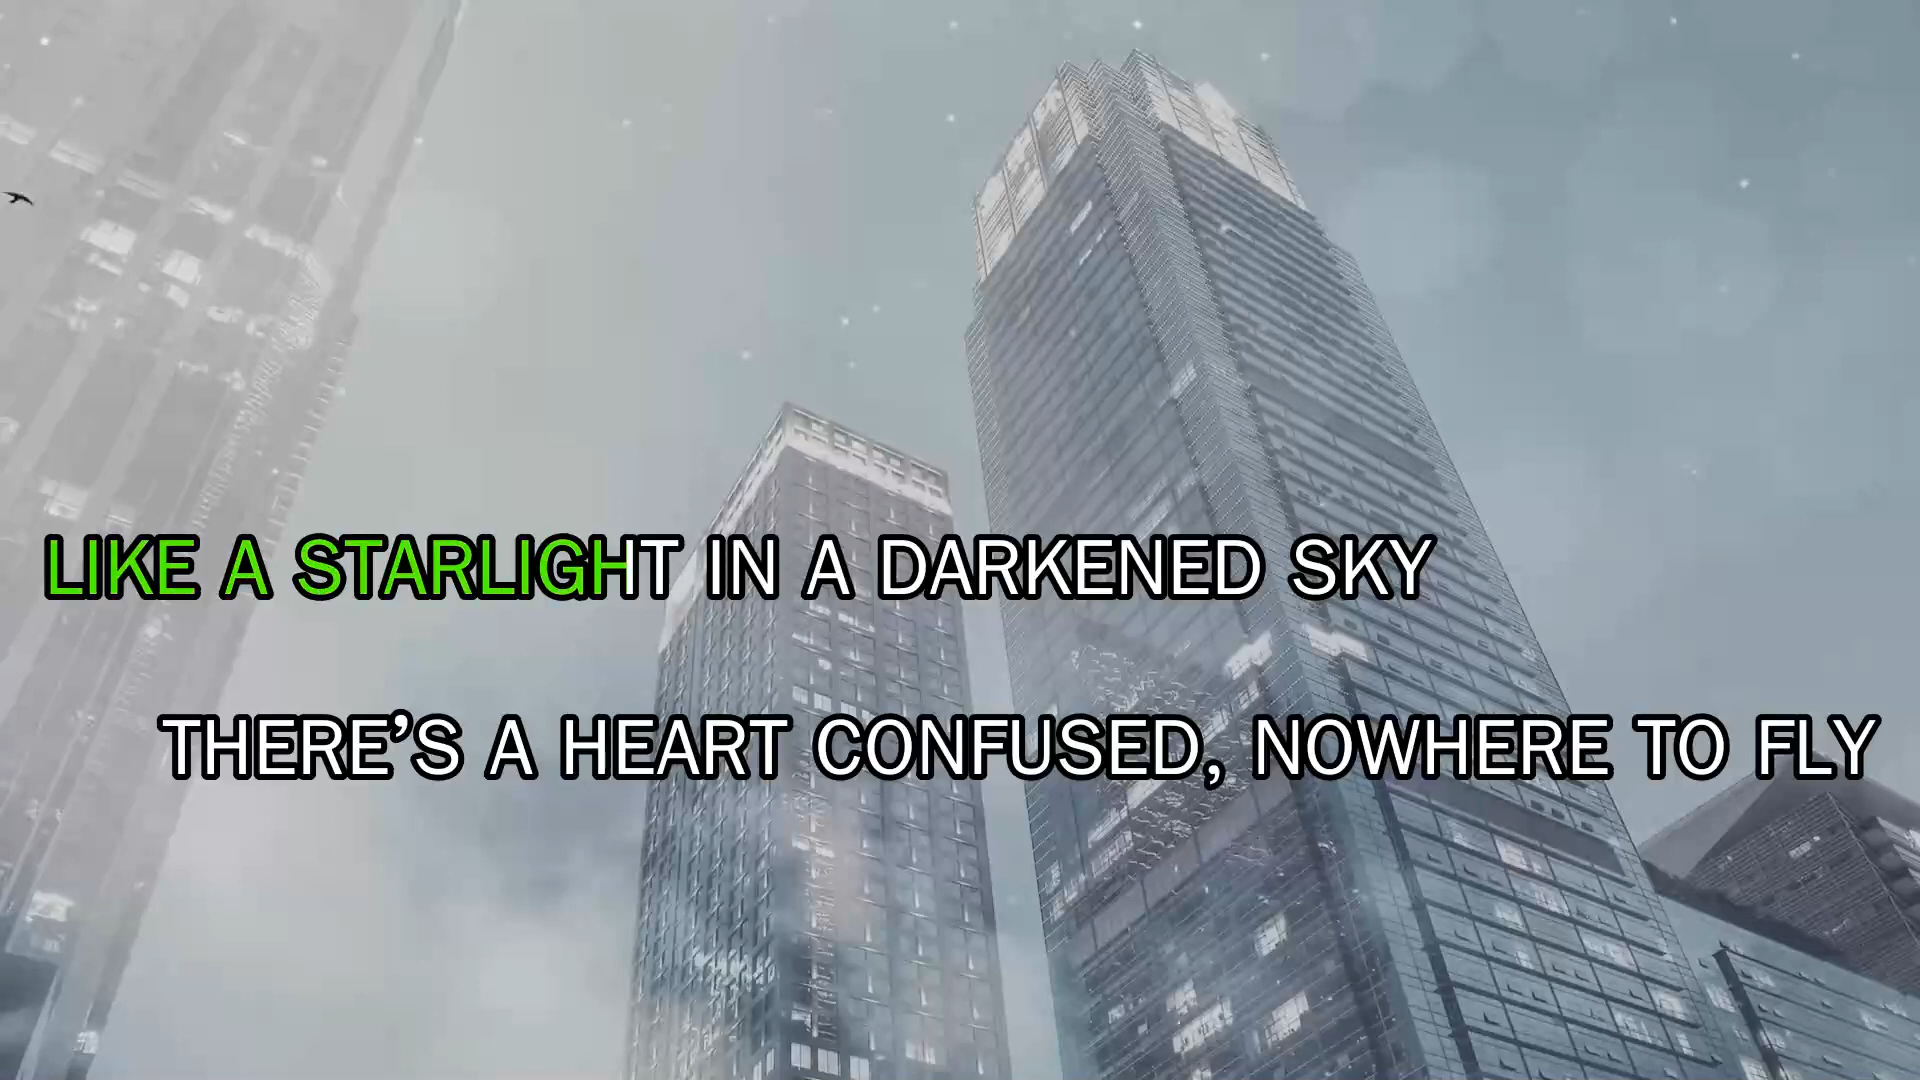 LIKE A STARLIGHT IN A DARKENED SKY
THERE’S A HEART CONFUSED, NOWHERE TO FLY